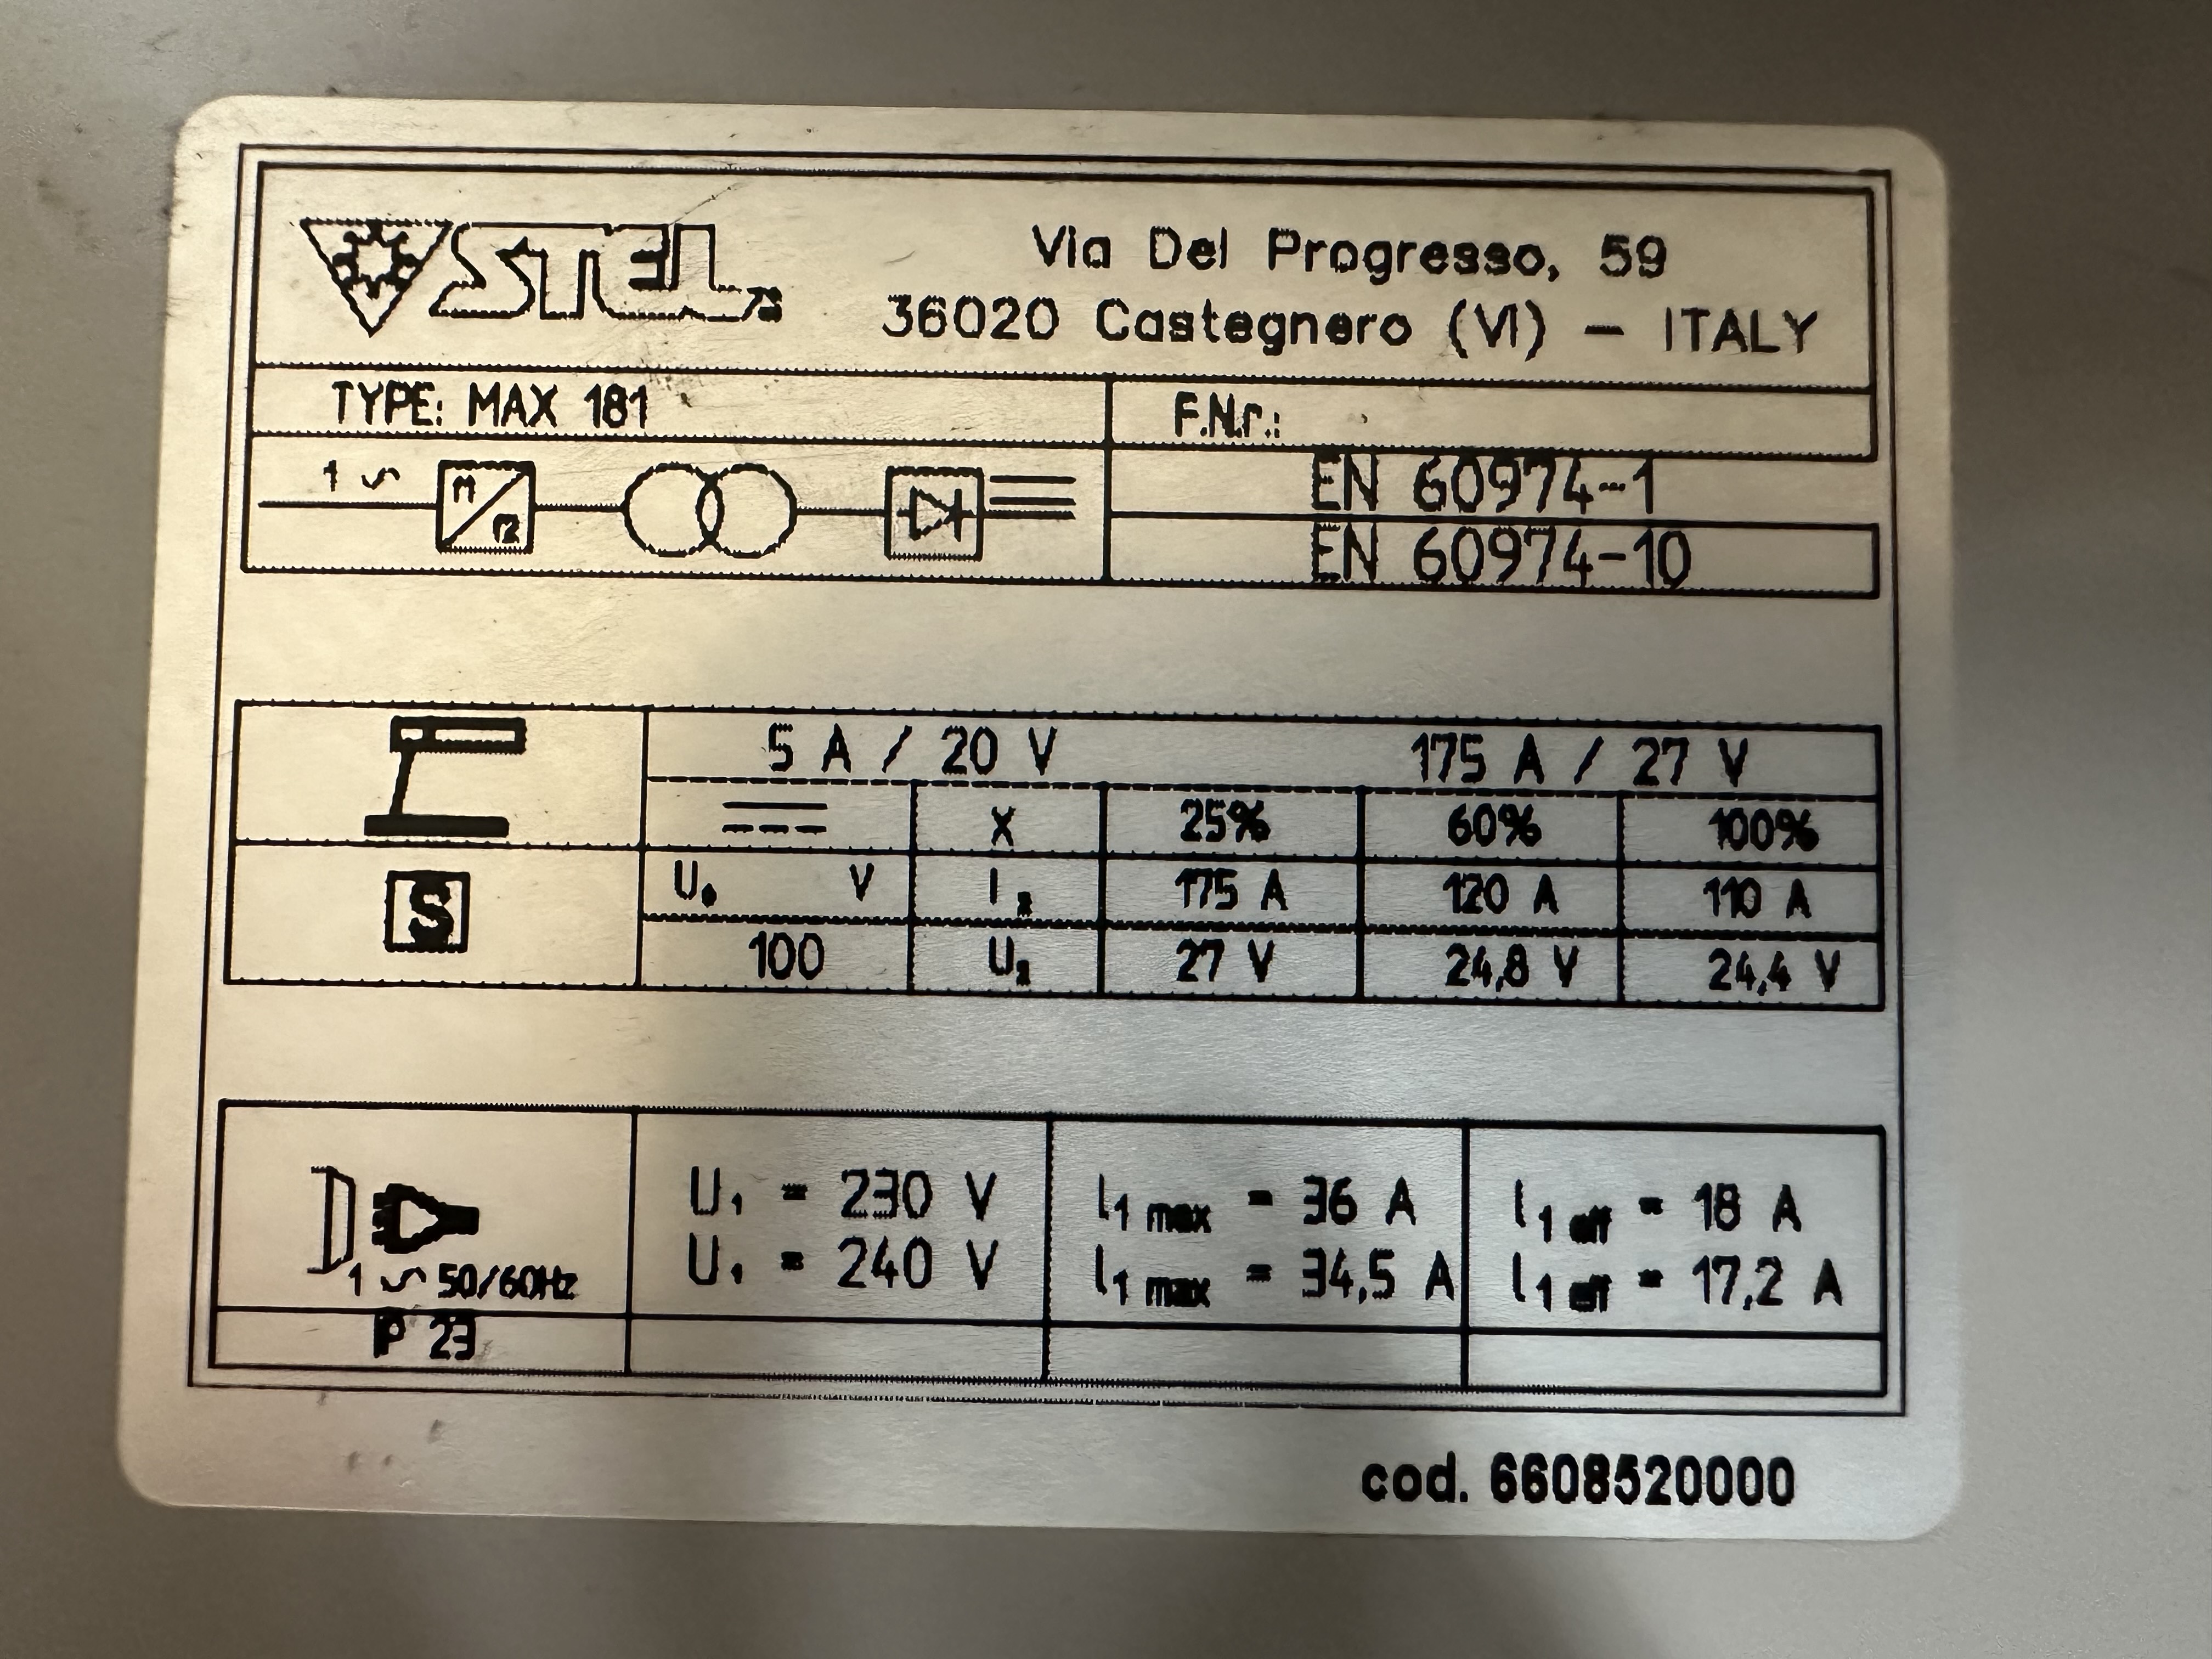 STEL
Via Del Progresso, 59
36020 Castegnero (VI) - ITALY
TYPE: MAX 181
F.N.r.:
1 ~ f1 f2
EN 60974-1
EN 60974-10
5 A / 20 V 175 A / 27 V
X 25% 60% 100%
S
U₀ V I₂ 175 A 120 A 110 A
100 U₂ 27 V 24,8 V 24,4 V
U₁ = 230 V I₁ max = 36 A I₁ eff = 18 A
U₁ = 240 V I₁ max = 34,5 A I₁ eff = 17,2 A
1 ~ 50/60Hz
IP 23
cod. 6608520000